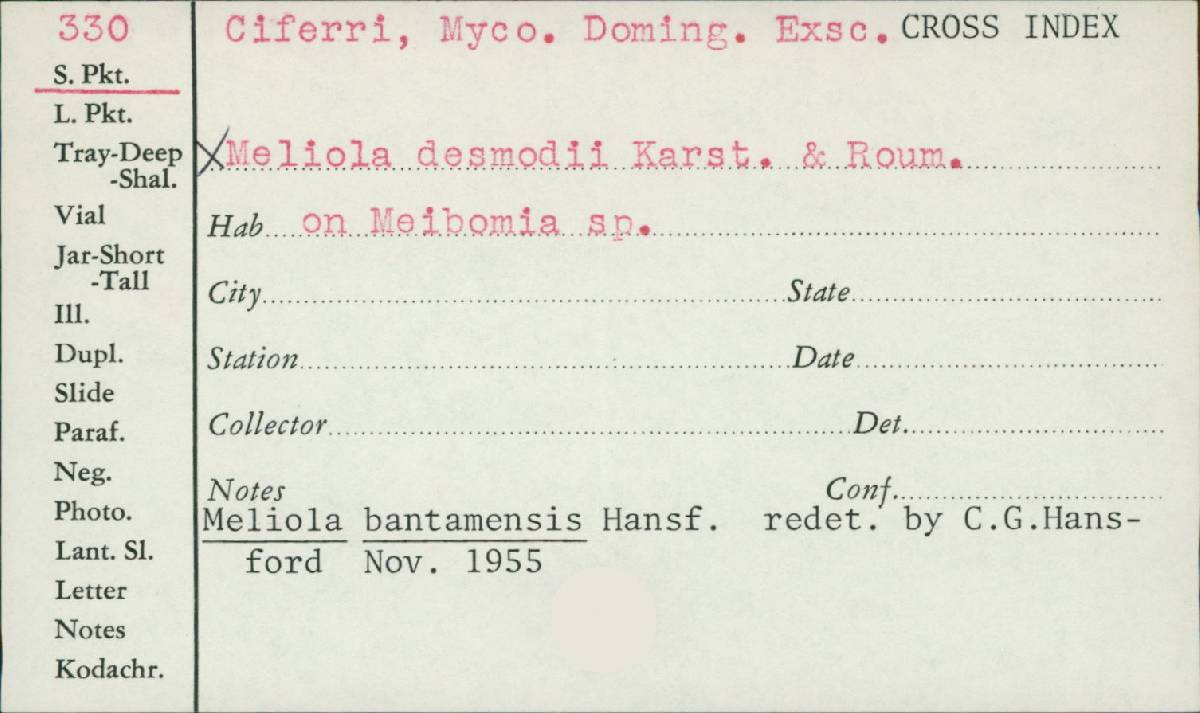 330 Ciferri, Myco. Doming. Exsc. CROSS INDEX
S. Pkt.
L. Pkt.
Tray-Deep
-Shal.
Vial
Jar-Short
-Tall
Ill.
Dupl.
Slide
Paraf.
Neg.
Photo.
Lant. Sl.
Letter
Notes
Kodachr.
X Meliola desmodii Karst. & Roum.
Hab on Meibomia sp.
City State
Station Date
Collector Det.
Notes Conf.
Meliola bantamensis Hansf. redet. by C.G.Hans-
ford Nov. 1955